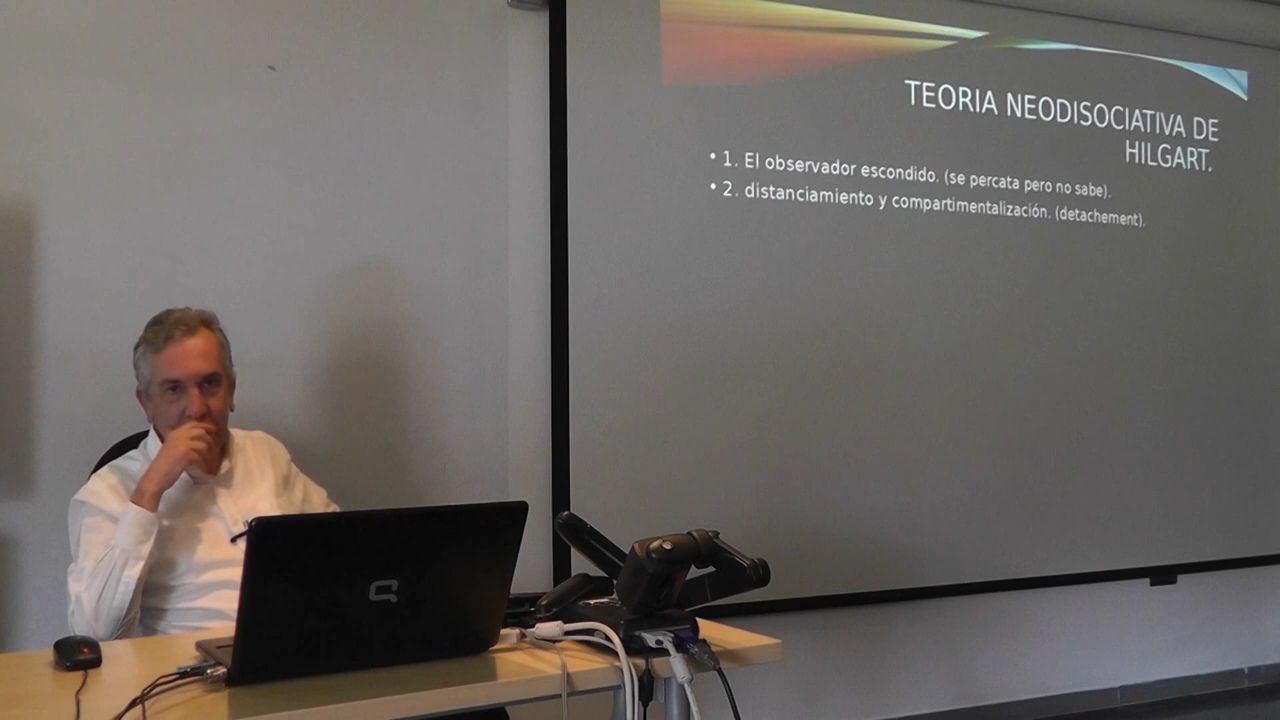 TEORIA NEODISOCIATIVA DE
HILGART.
• 1. El observador escondido. (se percata pero no sabe).
• 2. distanciamiento y compartimentalización. (detachement).